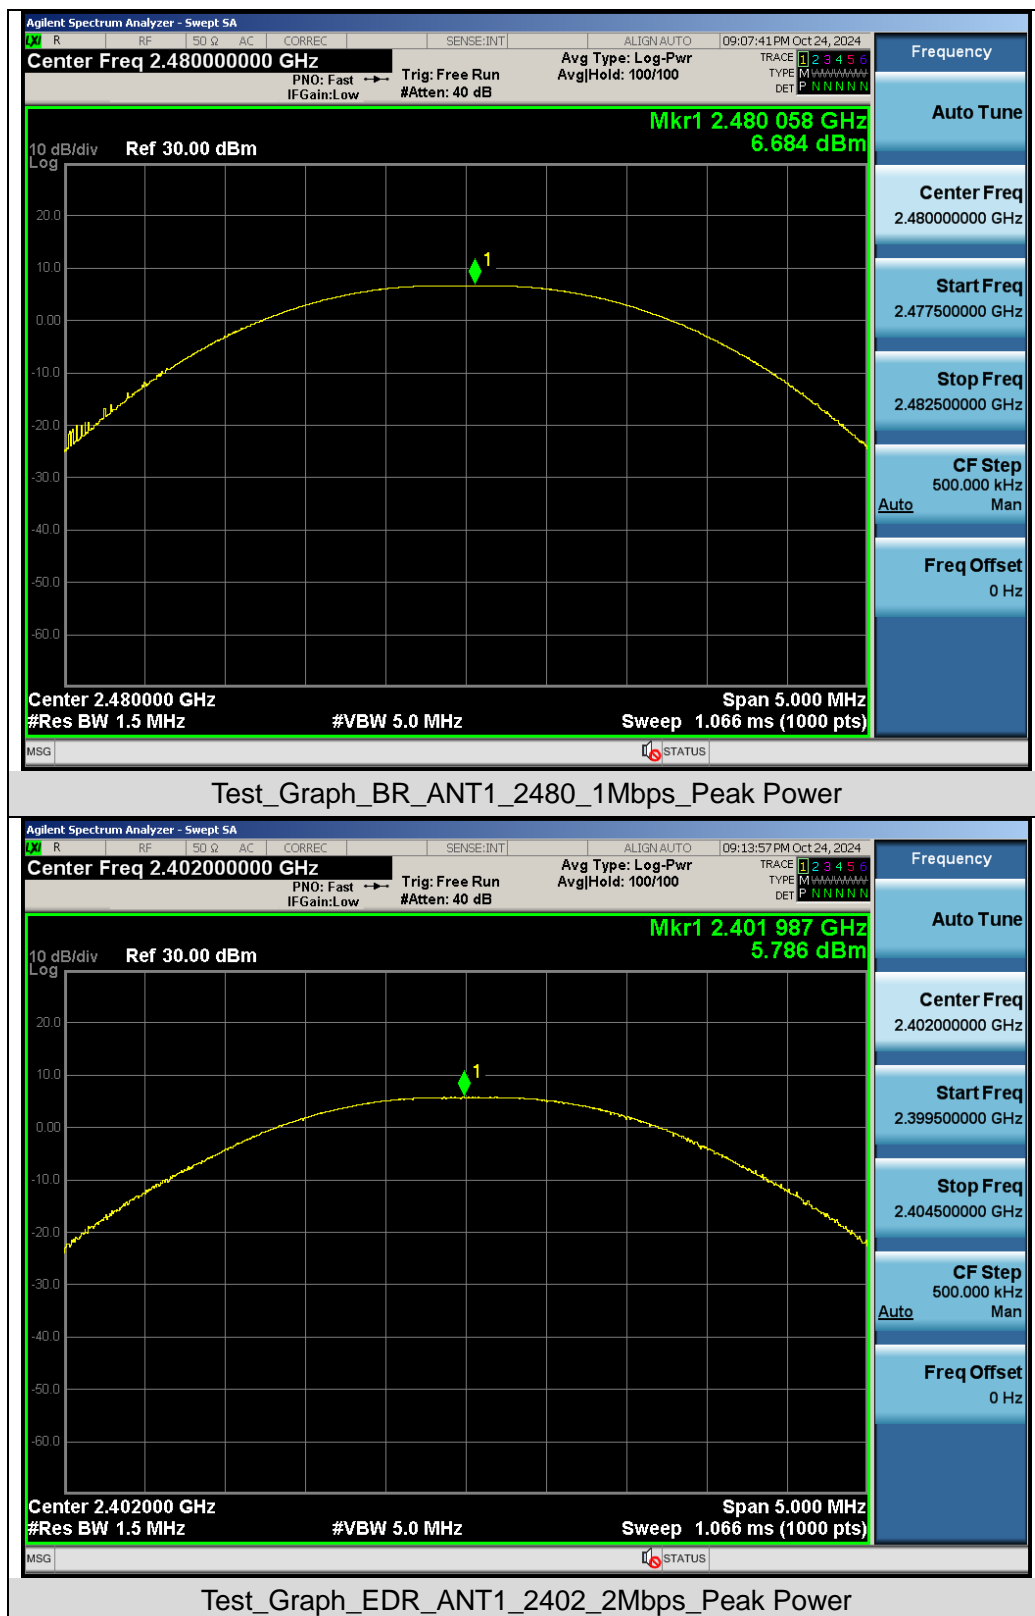 Agilent Spectrum Analyzer - Swept SA
LXI R RF 50 Ω AC CORREC SENSE:INT ALIGN AUTO 09:07:41 PM Oct 24, 2024
Center Freq 2.480000000 GHz
PNO: Fast
IFGain:Low
Trig: Free Run
#Atten: 40 dB
Avg Type: Log-Pwr
Avg|Hold: 100/100
TRACE 1 2 3 4 5 6
TYPE M
DET P N N N N N
Mkr1 2.480 058 GHz
6.684 dBm
10 dB/div Ref 30.00 dBm
Log
20.0
10.0
1
0.00
-10.0
-20.0
-30.0
-40.0
-50.0
-60.0
Center 2.480000 GHz Span 5.000 MHz
#Res BW 1.5 MHz #VBW 5.0 MHz Sweep 1.066 ms (1000 pts)
MSG STATUS
Frequency
Auto Tune
Center Freq
2.480000000 GHz
Start Freq
2.477500000 GHz
Stop Freq
2.482500000 GHz
CF Step
500.000 kHz
Auto Man
Freq Offset
0 Hz
Test_Graph_BR_ANT1_2480_1Mbps_Peak Power
Agilent Spectrum Analyzer - Swept SA
LXI R RF 50 Ω AC CORREC SENSE:INT ALIGN AUTO 09:13:57 PM Oct 24, 2024
Center Freq 2.402000000 GHz
PNO: Fast
IFGain:Low
Trig: Free Run
#Atten: 40 dB
Avg Type: Log-Pwr
Avg|Hold: 100/100
TRACE 1 2 3 4 5 6
TYPE M
DET P N N N N N
Mkr1 2.401 987 GHz
5.786 dBm
10 dB/div Ref 30.00 dBm
Log
20.0
10.0
1
0.00
-10.0
-20.0
-30.0
-40.0
-50.0
-60.0
Center 2.402000 GHz Span 5.000 MHz
#Res BW 1.5 MHz #VBW 5.0 MHz Sweep 1.066 ms (1000 pts)
MSG STATUS
Frequency
Auto Tune
Center Freq
2.402000000 GHz
Start Freq
2.399500000 GHz
Stop Freq
2.404500000 GHz
CF Step
500.000 kHz
Auto Man
Freq Offset
0 Hz
Test_Graph_EDR_ANT1_2402_2Mbps_Peak Power